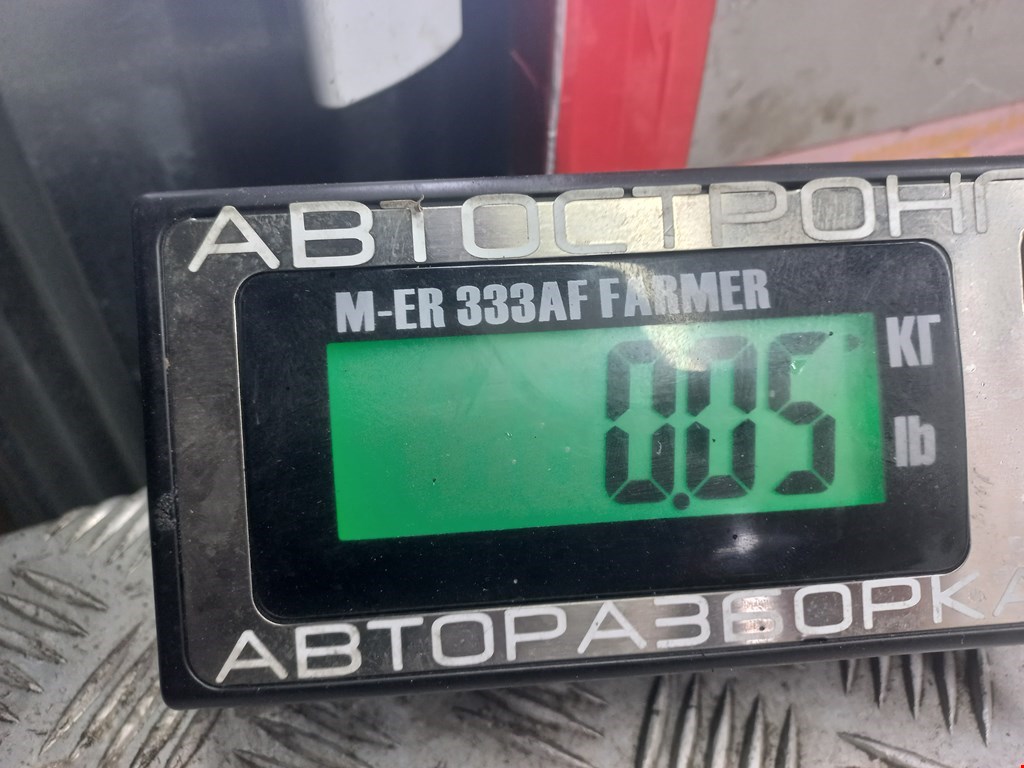 АВТОСТРОНГ
M-ER 333AF FARMER
0.05
КГ
lb
АВТОРАЗБОРКА